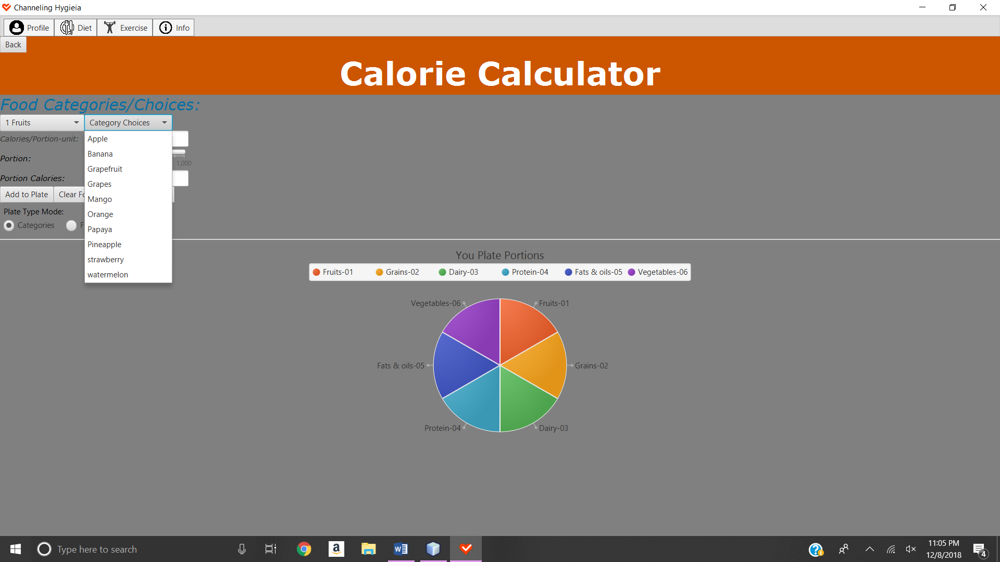 Channeling Hygieia
Profile Diet Exercise Info
Back
Calorie Calculator
Food Categories/Choices:
1 Fruits Category Choices
Calories/Portion-unit:
Apple
Banana
Portion:
1,000
Grapefruit
Portion Calories:
Grapes
Add to Plate Clear Fo
Mango
Plate Type Mode:
Orange
Categories F
Papaya
Pineapple
strawberry
watermelon
You Plate Portions
Fruits-01 Grains-02 Dairy-03 Protein-04 Fats & oils-05 Vegetables-06
Vegetables-06 Fruits-01
Fats & oils-05 Grains-02
Protein-04 Dairy-03
Type here to search
a
W
11:05 PM
12/8/2018
4